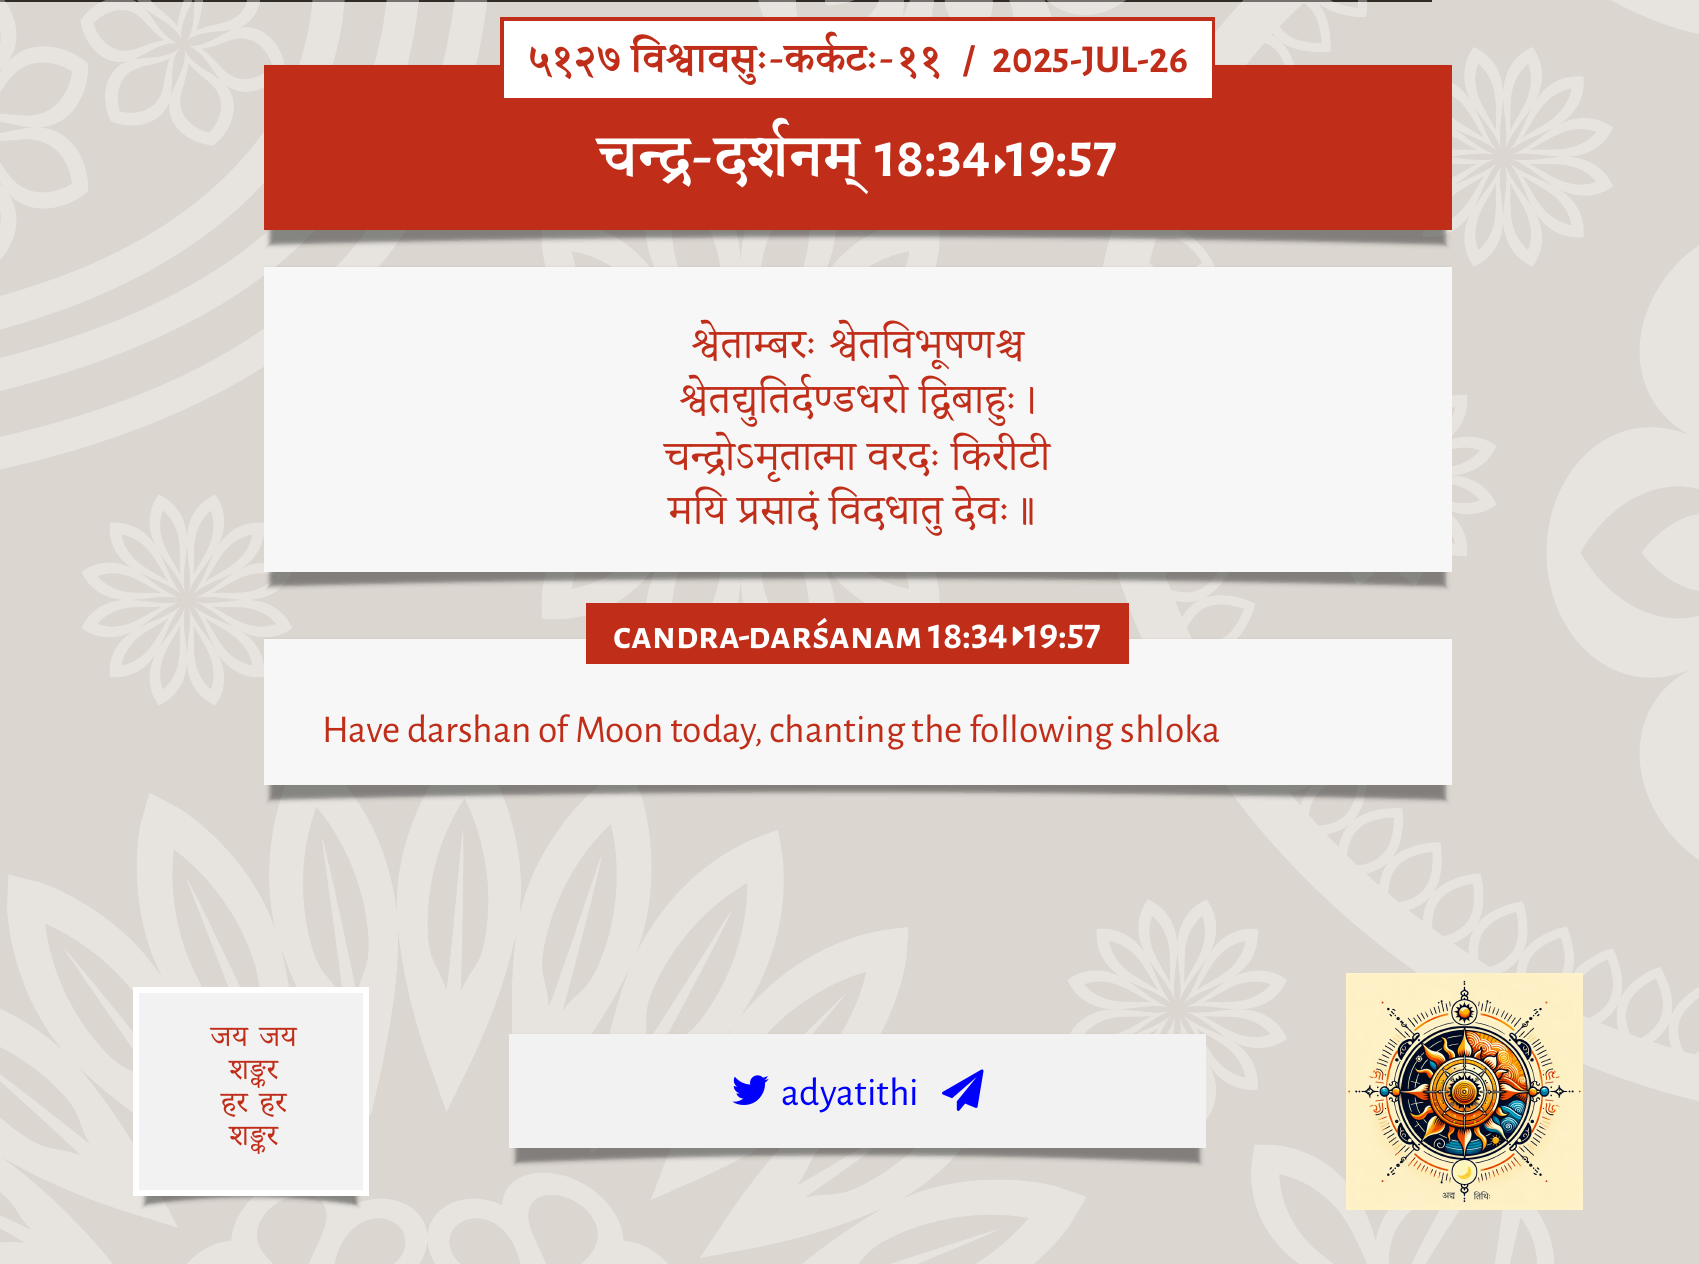 ५१२७ विश्वावसुः-कर्कटः-११ / 2025-JUL-26
चन्द्र-दर्शनम् 18:34▸19:57
श्वेताम्बरः श्वेतविभूषणश्च
श्वेतद्युतिर्दण्डधरो द्विबाहुः।
चन्द्रोऽमृतात्मा वरदः किरीटी
मयि प्रसादं विदधातु देवः॥
CANDRA-DARŚANAM 18:34▸19:57
Have darshan of Moon today, chanting the following shloka
जय जय
शङ्कर
हर हर
शङ्कर
adyatithi
अद्य तिथिः